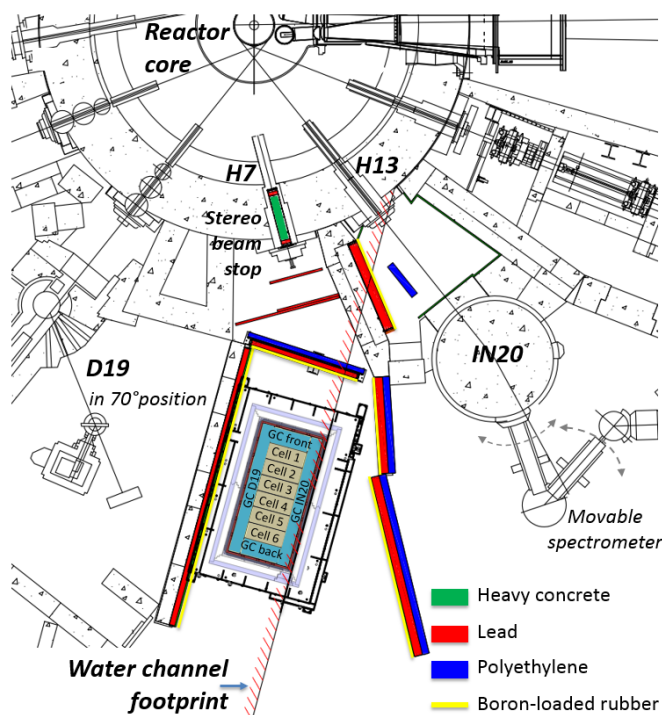 Reactor
core
H7
H13
Stereo
beam
stop
D19
in 70°position
IN20
GC front
Cell 1
Cell 2
Cell 3
Cell 4
Cell 5
Cell 6
GC back
GC D19
GC IN20
Movable
spectrometer
Water channel
footprint
Heavy concrete
Lead
Polyethylene
Boron-loaded rubber